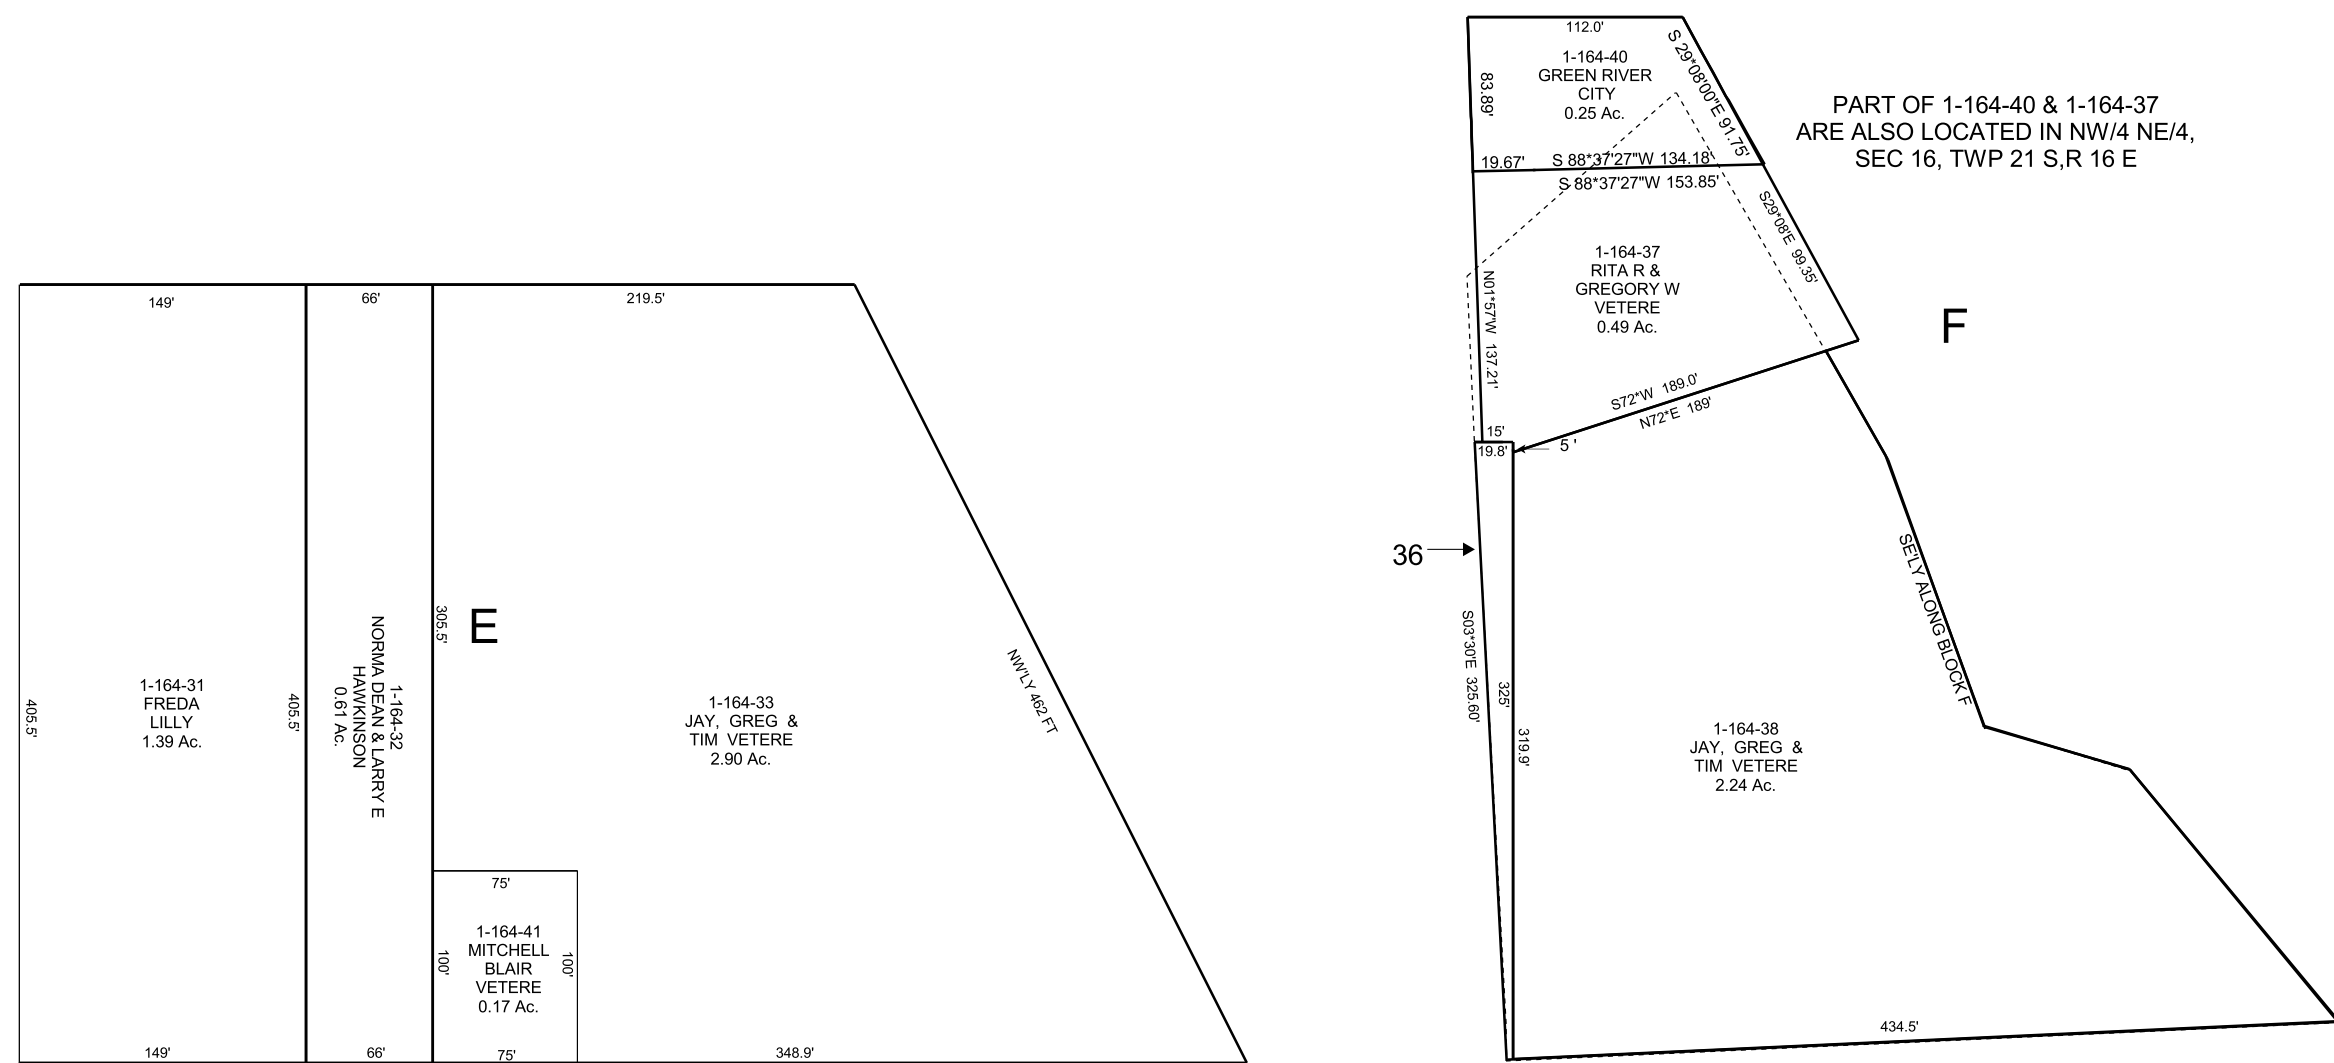 112.0'
1-164-40
GREEN RIVER
CITY
0.25 Ac.
83.89'
S 29*08'00"E 91.75'
PART OF 1-164-40 & 1-164-37
ARE ALSO LOCATED IN NW/4 NE/4,
SEC 16, TWP 21 S,R 16 E
19.67'
S 88*37'27"W 134.18'
S 88*37'27"W 153.85'
S29*08'E 99.35'
1-164-37
RITA R &
GREGORY W
VETERE
0.49 Ac.
N01*57'W 137.21'
F
S72*W 189.0'
N72*E 189'
15'
19.8'
5 '
36
S03*30'E 325.60'
325'
319.9'
SE'LY ALONG BLOCK F
1-164-38
JAY, GREG &
TIM VETERE
2.24 Ac.
434.5'
149'
66'
219.5'
405.5'
1-164-31
FREDA
LILLY
1.39 Ac.
405.5'
1-164-32
NORMA DEAN & LARRY E
HAWKINSON
0.61 Ac.
305.5'
E
1-164-33
JAY, GREG &
TIM VETERE
2.90 Ac.
NW'LY 462 FT
75'
1-164-41
MITCHELL
BLAIR
VETERE
0.17 Ac.
100'
100'
149'
66'
75'
348.9'